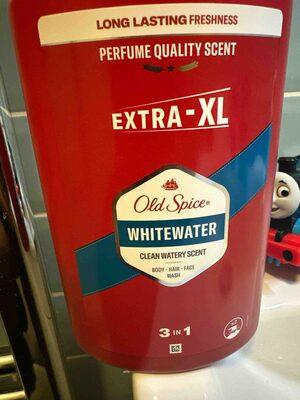 LONG LASTING FRESHNESS
PERFUME QUALITY SCENT
EXTRA-XL
Old Spice®
WHITEWATER
CLEAN WATERY SCENT
BODY - HAIR - FACE
WASH
3 IN 1